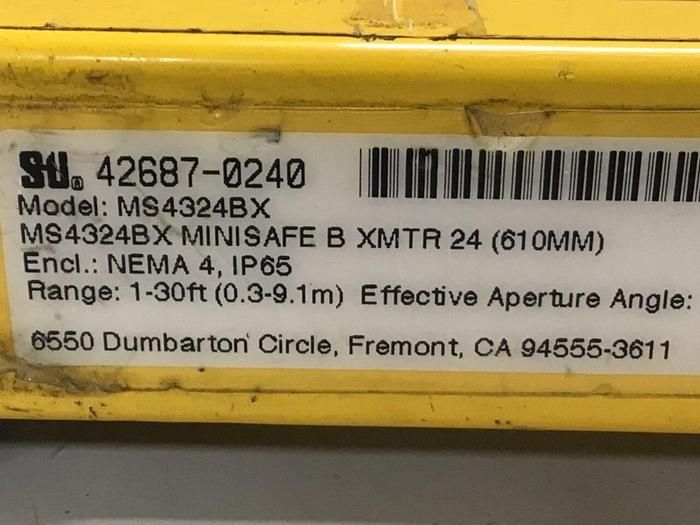 STI® 42687-0240
Model: MS4324BX
MS4324BX MINISAFE B XMTR 24 (610MM)
Encl.: NEMA 4, IP65
Range: 1-30ft (0.3-9.1m) Effective Aperture Angle:
6550 Dumbarton Circle, Fremont, CA 94555-3611